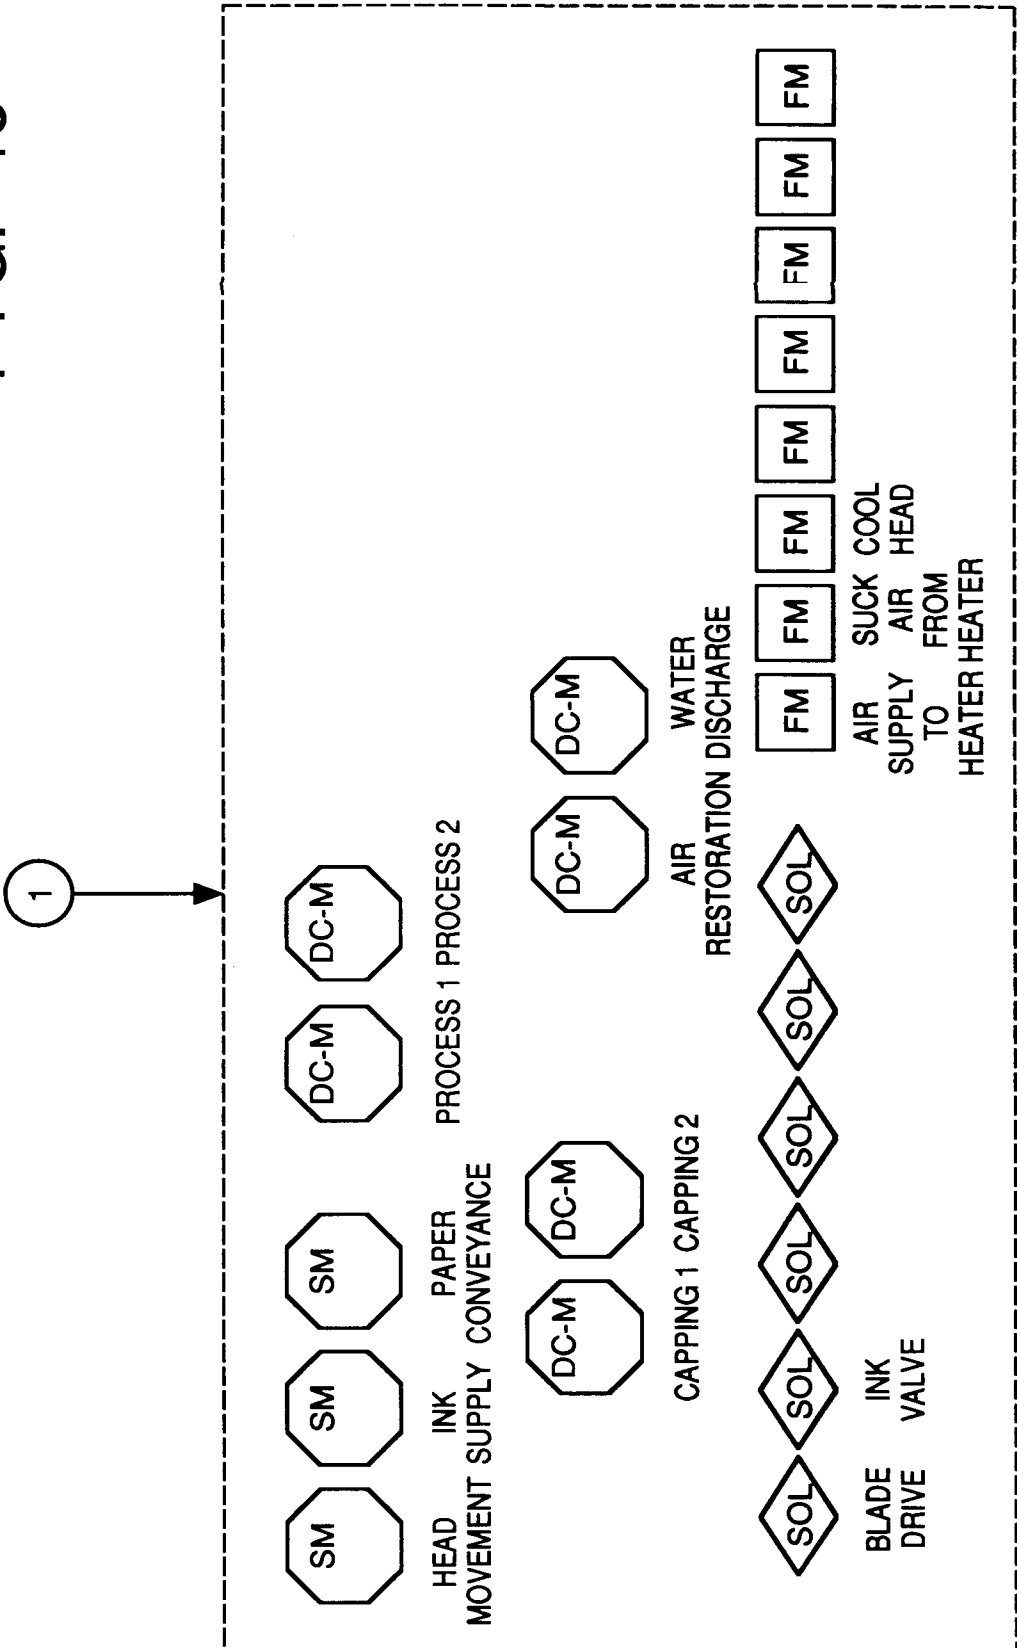 1
SM SM SM DC-M DC-M
HEAD INK PAPER PROCESS 1 PROCESS 2
MOVEMENT SUPPLY CONVEYANCE
DC-M DC-M DC-M DC-M
CAPPING 1 CAPPING 2 AIR WATER
RESTORATION DISCHARGE
SOL SOL SOL SOL SOL SOL FM FM FM FM FM FM FM FM
BLADE INK AIR SUCK COOL
DRIVE VALVE SUPPLY AIR HEAD
TO FROM
HEATER HEATER